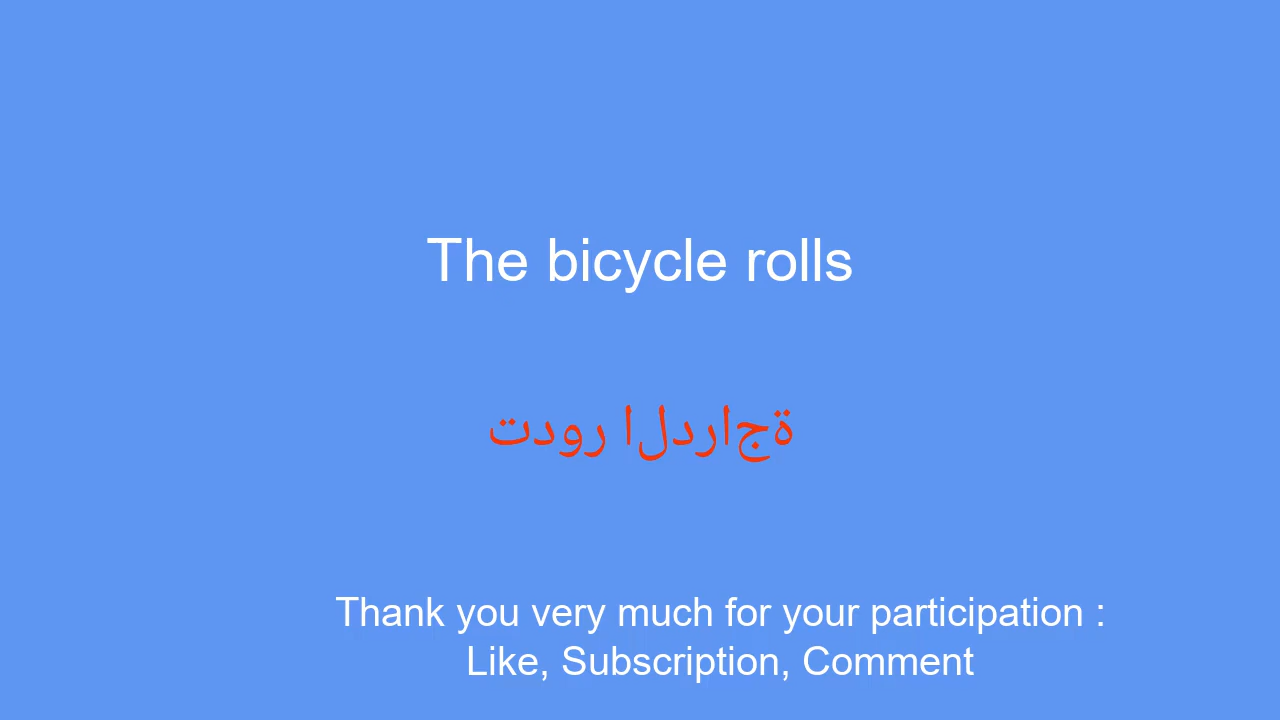 The bicycle rolls
تدور الدراجة
Thank you very much for your participation :
Like, Subscription, Comment